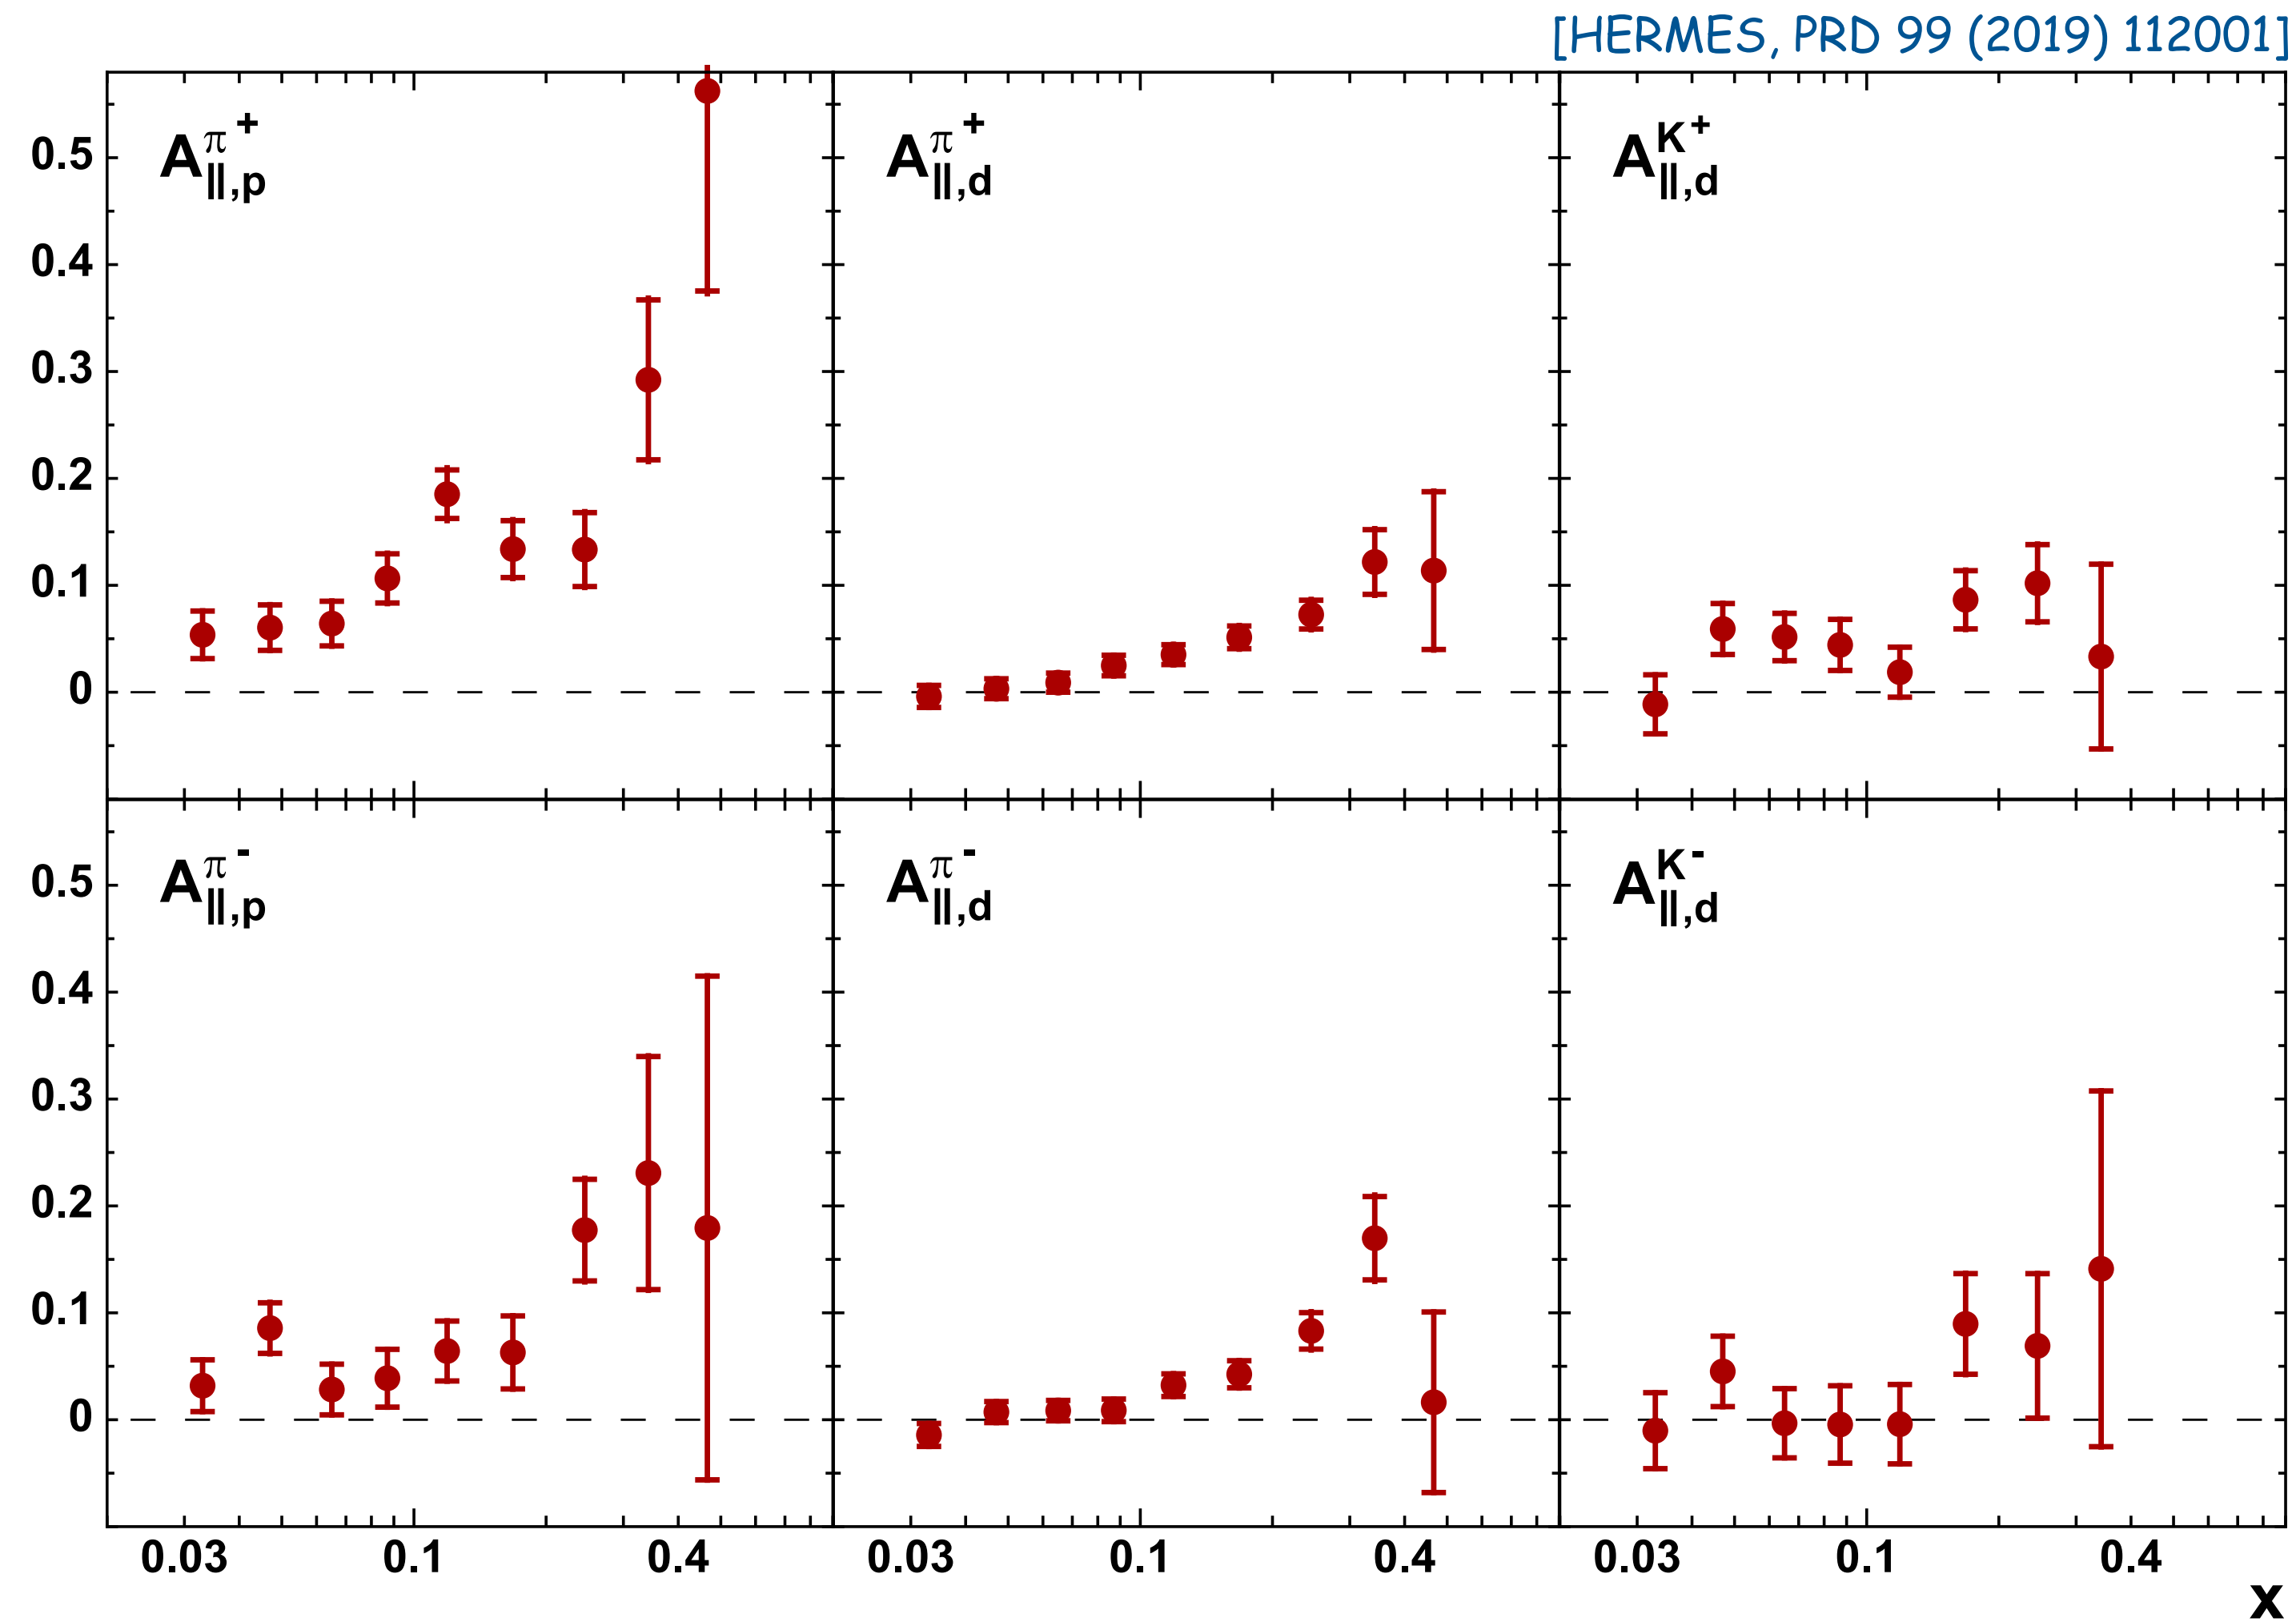 [HERMES, PRD 99 (2019) 112001]
A π+ ||,p
A π+ ||,d
A K+ ||,d
0.5
0.4
0.3
0.2
0.1
0
A π- ||,p
A π- ||,d
A K- ||,d
0.5
0.4
0.3
0.2
0.1
0
0.03 0.1 0.4 0.03 0.1 0.4 0.03 0.1 0.4
x